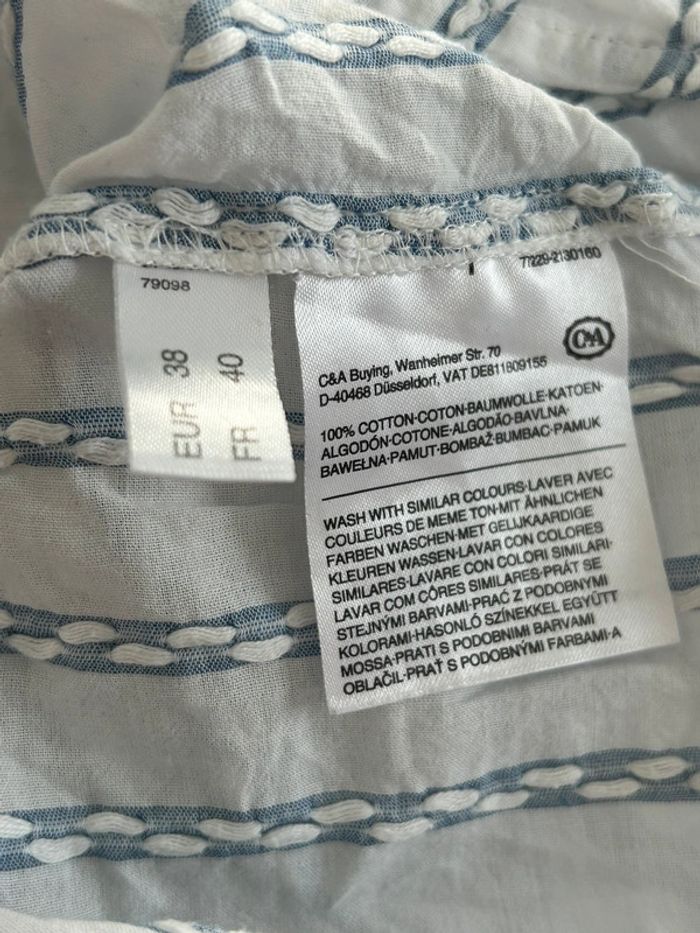 79098
EUR 38
FR 40
77229-2130160
C&A
C&A Buying, Wanheimer Str. 70
D-40468 Düsseldorf, VAT DE811809155
100% COTTON·COTON·BAUMWOLLE·KATOEN·
ALGODÓN·COTONE·ALGODÃO·BAVLNA·
BAWEŁNA·PAMUT·BOMBAŽ·BUMBAC·PAMUK
WASH WITH SIMILAR COLOURS·LAVER AVEC
COULEURS DE MEME TON·MIT ÄHNLICHEN
FARBEN WASCHEN·MET GELIJKAARDIGE
KLEUREN WASSEN·LAVAR CON COLORES
SIMILARES·LAVARE CON COLORI SIMILARI·
LAVAR COM CÔRES SIMILARES·PRÁT SE
STEJNÝMI BARVAMI·PRAĆ Z PODOBNYMI
KOLORAMI·HASONLÓ SZÍNEKKEL EGYÜTT
MOSSA·PRATI S PODOBNIMI BARVAMI
OBLAČIL·PRAŤ S PODOBNÝMI FARBAMI·A